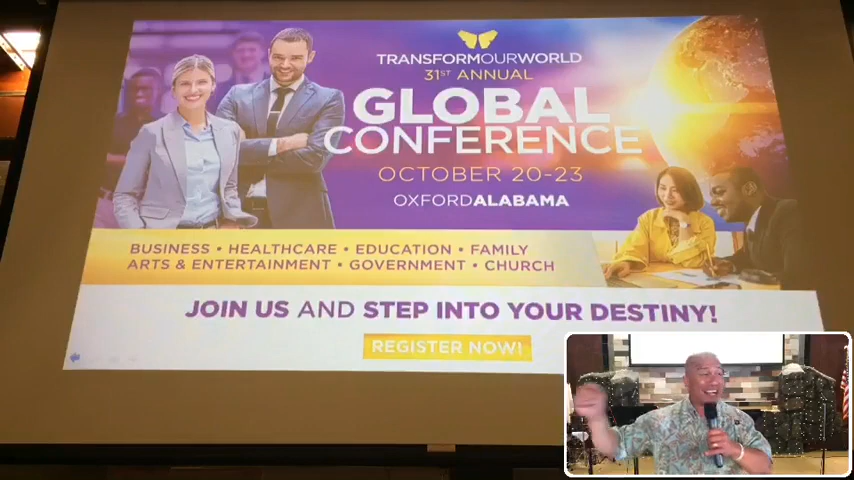 TRANSFORMOURWORLD
31ST ANNUAL
GLOBAL
CONFERENCE
OCTOBER 20-23
OXFORDALABAMA
BUSINESS • HEALTHCARE • EDUCATION • FAMILY
ARTS & ENTERTAINMENT • GOVERNMENT • CHURCH
JOIN US AND STEP INTO YOUR DESTINY!
REGISTER NOW!